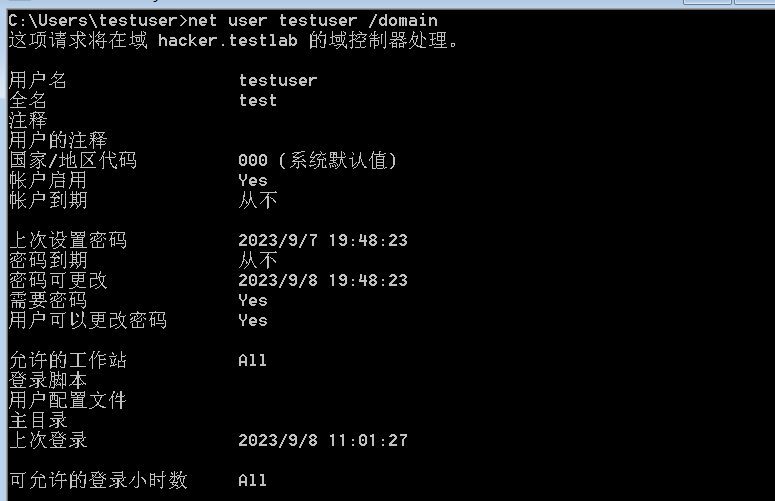 C:\Users\testuser>net user testuser /domain
这项请求将在域 hacker.testlab 的域控制器处理。
用户名 testuser
全名 test
注释
用户的注释
国家/地区代码 000 (系统默认值)
帐户启用 Yes
帐户到期 从不
上次设置密码 2023/9/7 19:48:23
密码到期 从不
密码可更改 2023/9/8 19:48:23
需要密码 Yes
用户可以更改密码 Yes
允许的工作站 All
登录脚本
用户配置文件
主目录
上次登录 2023/9/8 11:01:27
可允许的登录小时数 All